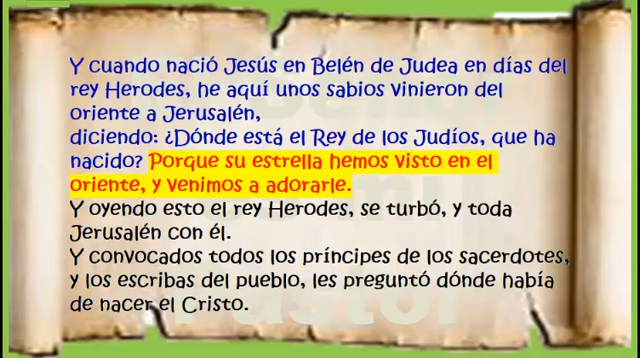 Y cuando nació Jesús en Belén de Judea en días del
rey Herodes, he aquí unos sabios vinieron del
oriente a Jerusalén,
diciendo: ¿Dónde está el Rey de los Judíos, que ha
nacido? Porque su estrella hemos visto en el
oriente, y venimos a adorarle.
Y oyendo esto el rey Herodes, se turbó, y toda
Jerusalén con él.
Y convocados todos los príncipes de los sacerdotes,
y los escribas del pueblo, les preguntó dónde había
de nacer el Cristo.